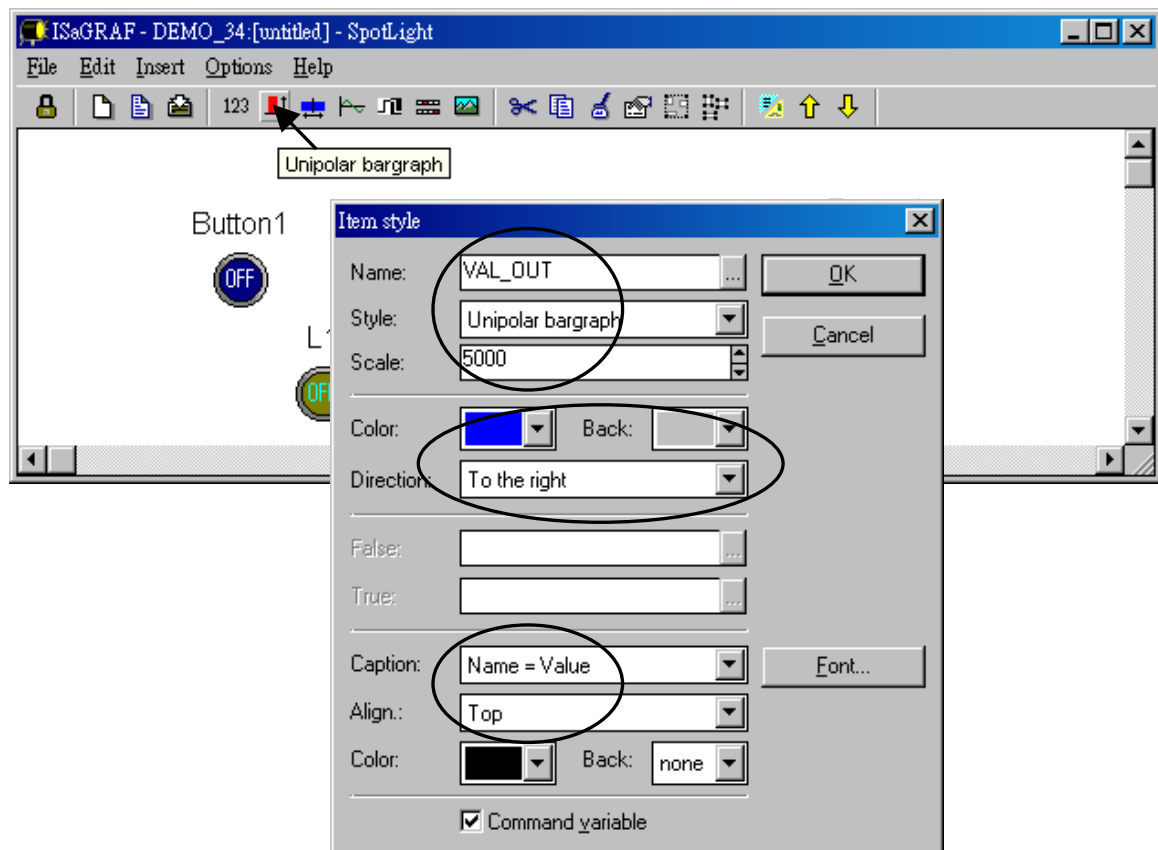 ISaGRAF - DEMO_34:[untitled] - SpotLight
File Edit Insert Options Help
123
Unipolar bargraph
Button1
OFF
Item style
Name: VAL_OUT ... OK
Style: Unipolar bargraph Cancel
Scale: 5000
Color: Back:
Direction: To the right
False: ...
True: ...
Caption: Name = Value Font...
Align.: Top
Color: Back: none
Command variable